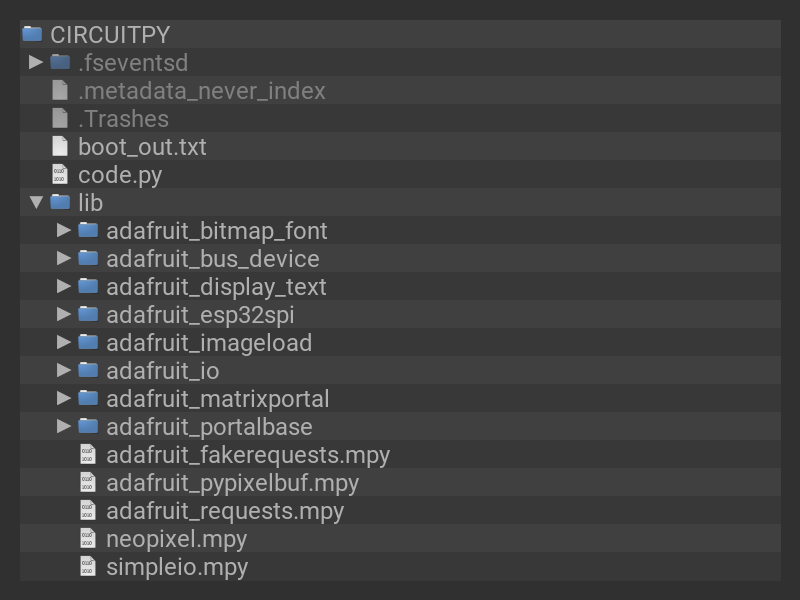 CIRCUITPY
.fseventsd
.metadata_never_index
.Trashes
boot_out.txt
code.py
lib
adafruit_bitmap_font
adafruit_bus_device
adafruit_display_text
adafruit_esp32spi
adafruit_imageload
adafruit_io
adafruit_matrixportal
adafruit_portalbase
adafruit_fakerequests.mpy
adafruit_pypixelbuf.mpy
adafruit_requests.mpy
neopixel.mpy
simpleio.mpy